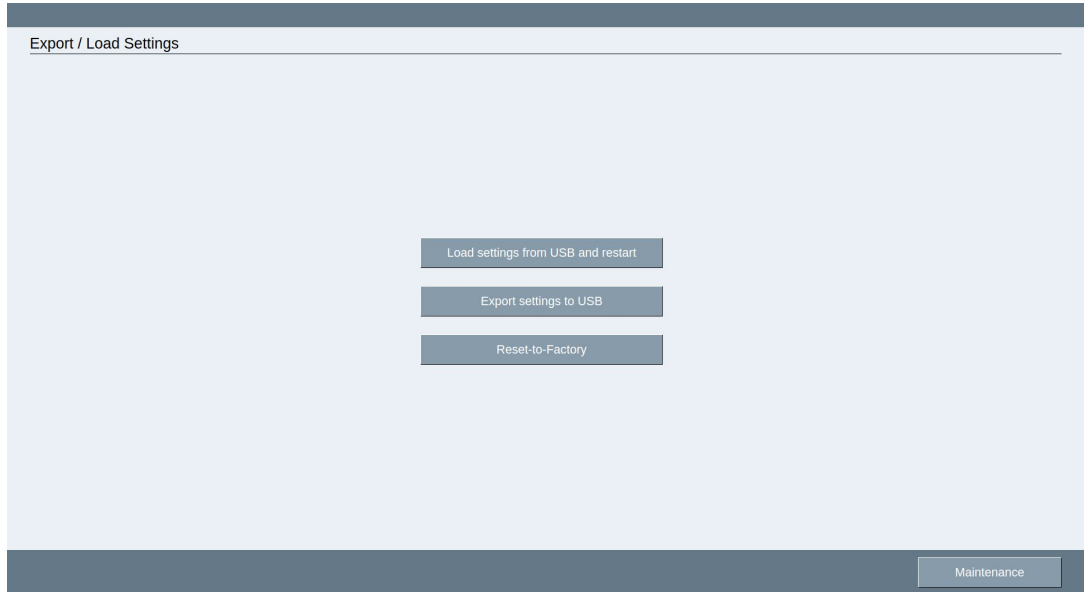 Export / Load Settings
Load settings from USB and restart
Export settings to USB
Reset-to-Factory
Maintenance